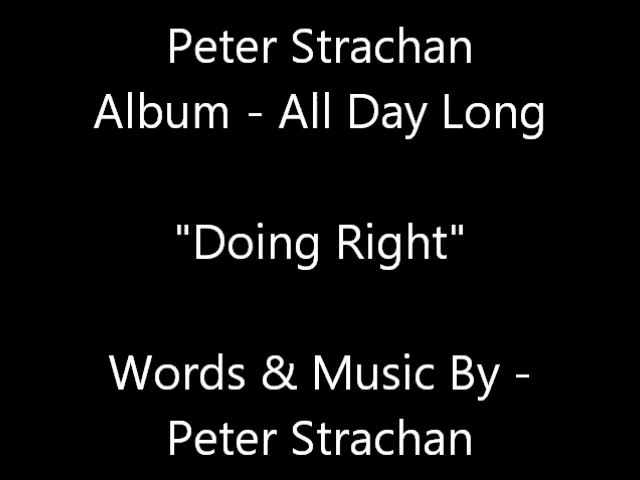 Peter Strachan
Album - All Day Long
"Doing Right"
Words & Music By -
Peter Strachan